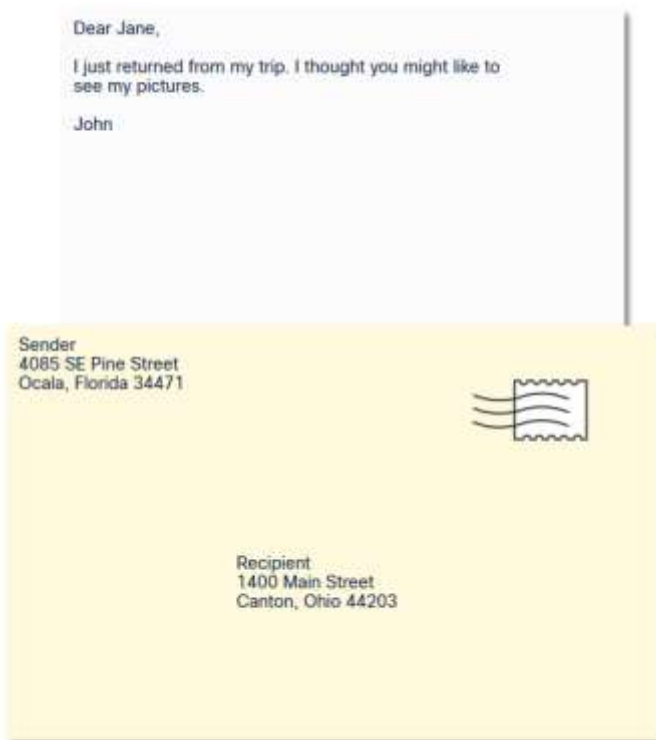 Dear Jane,
I just returned from my trip. I thought you might like to
see my pictures.
John
Sender
4085 SE Pine Street
Ocala, Florida 34471
Recipient
1400 Main Street
Canton, Ohio 44203